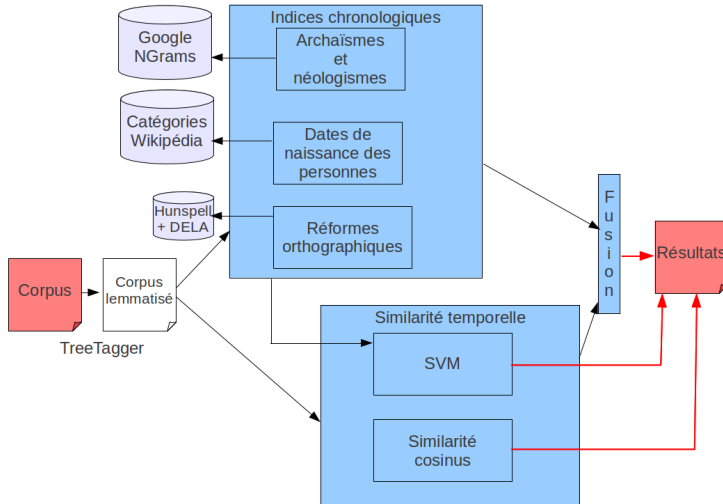 Indices chronologiques
Google
NGrams
Archaïsmes
et
néologismes
Catégories
Wikipédia
Dates de
naissance des
personnes
Hunspell
+ DELA
Réformes
orthographiques
Fusion
Résultats
Corpus
Corpus
lemmatisé
TreeTagger
Similarité temporelle
SVM
Similarité
cosinus